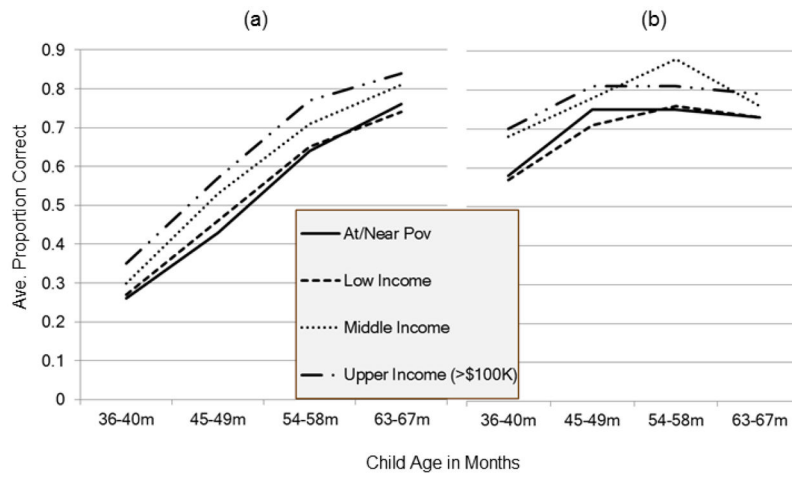 (a) (b)
Ave. Proportion Correct
0.9
0.8
0.7
0.6
0.5
0.4
0.3
0.2
0.1
0
At/Near Pov
Low Income
Middle Income
Upper Income (>$100K)
36-40m 45-49m 54-58m 63-67m 36-40m 45-49m 54-58m 63-67m
Child Age in Months